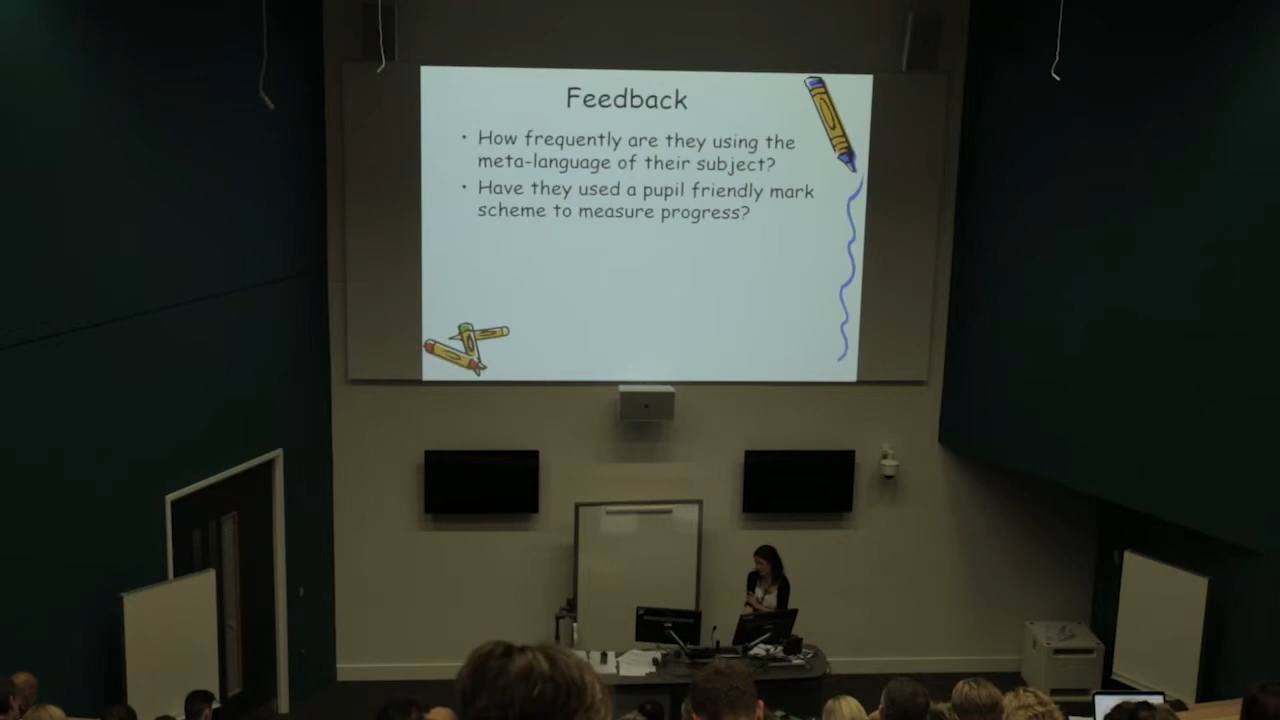 Feedback
• How frequently are they using the
meta-language of their subject?
• Have they used a pupil friendly mark
scheme to measure progress?